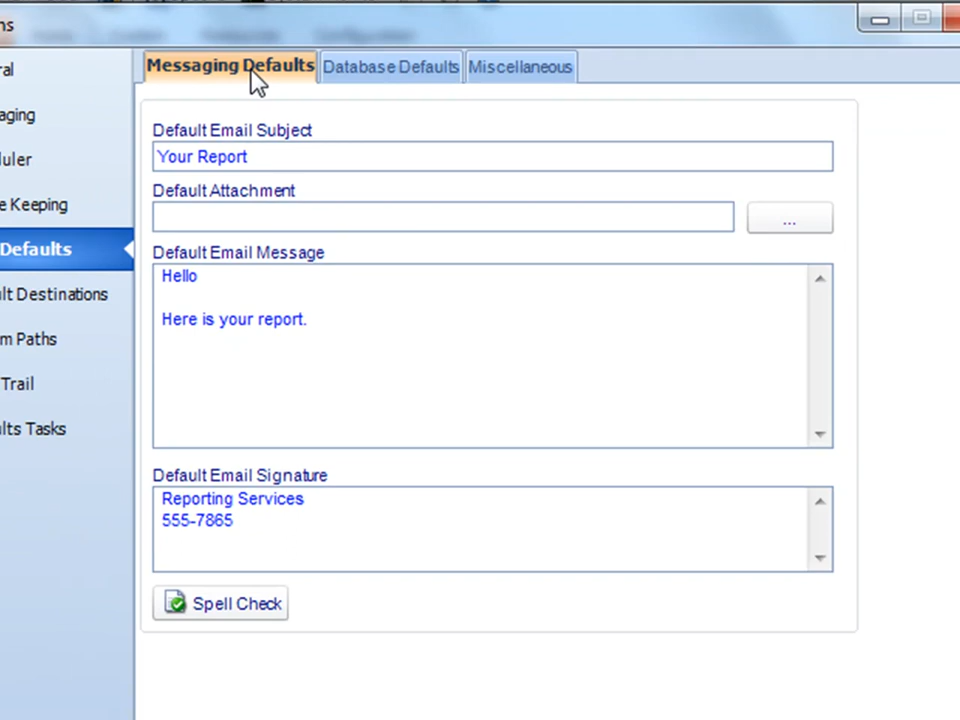 ns
Messaging Defaults Database Defaults Miscellaneous
ral
aging
uler
e Keeping
Defaults
lt Destinations
m Paths
Trail
lts Tasks
Default Email Subject
Your Report
Default Attachment
...
Default Email Message
Hello
Here is your report.
Default Email Signature
Reporting Services
555-7865
Spell Check